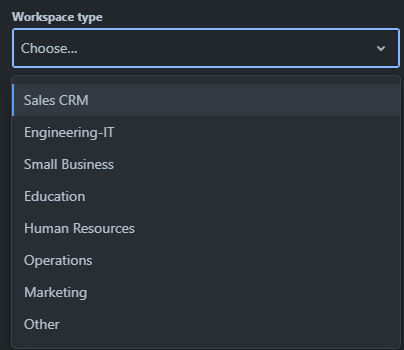 Workspace type
Choose...
Sales CRM
Engineering-IT
Small Business
Education
Human Resources
Operations
Marketing
Other